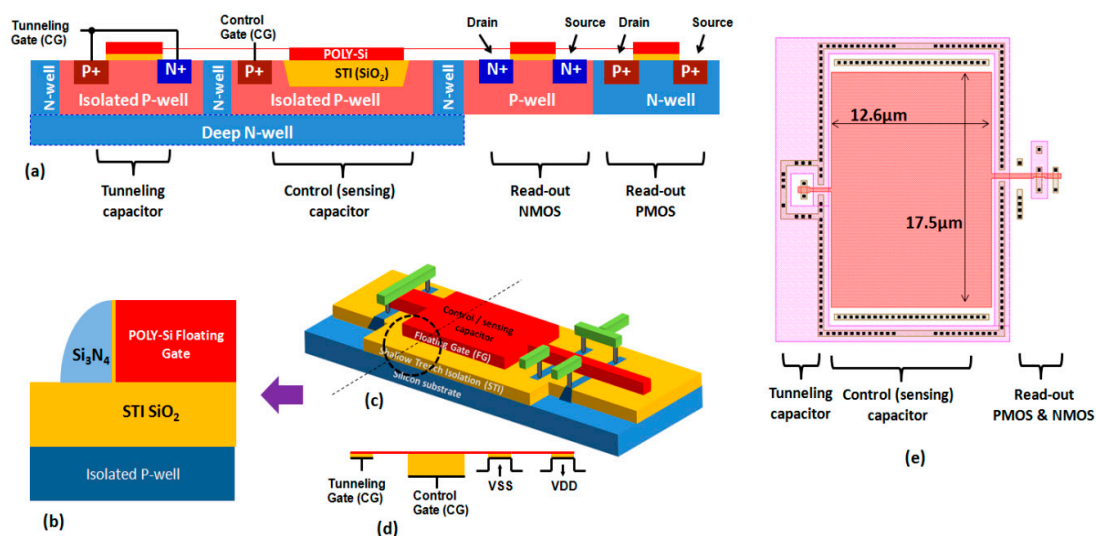 (a)
Tunneling
Gate (CG)
Control
Gate (CG)
Drain
Source
Drain
Source
POLY-Si
STI (SiO₂)
N-well
P+
N+
Isolated P-well
N-well
P+
Isolated P-well
N-well
N+
N+
P-well
P+
P+
N-well
Deep N-well
Tunneling
capacitor
Control (sensing)
capacitor
Read-out
NMOS
Read-out
PMOS
Si₃N₄
POLY-Si Floating
Gate
STI SiO₂
Isolated P-well
(b)
Control / sensing
capacitor
Floating Gate (FG)
Shallow Trench Isolation (STI)
Silicon substrate
(c)
Tunneling
Gate (CG)
Control
Gate (CG)
VSS
VDD
(d)
12.6µm
17.5µm
Tunneling
capacitor
Control (sensing)
capacitor
Read-out
PMOS & NMOS
(e)